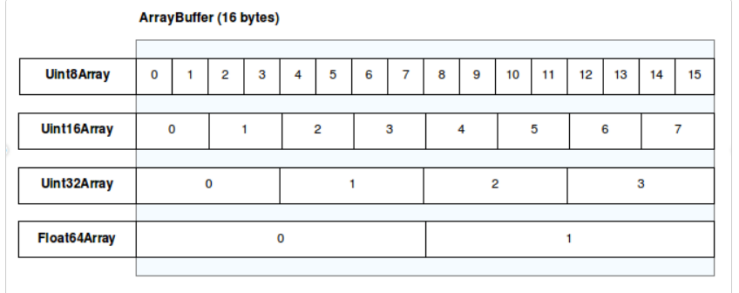 ArrayBuffer (16 bytes)
Uint8Array 0 1 2 3 4 5 6 7 8 9 10 11 12 13 14 15
Uint16Array 0 1 2 3 4 5 6 7
Uint32Array 0 1 2 3
Float64Array 0 1